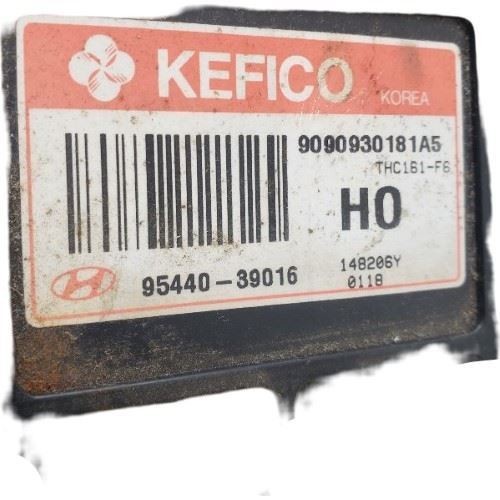 KEFICO KOREA
9090930181A5
THC161-F6
HO
95440-39016
148206Y
0118